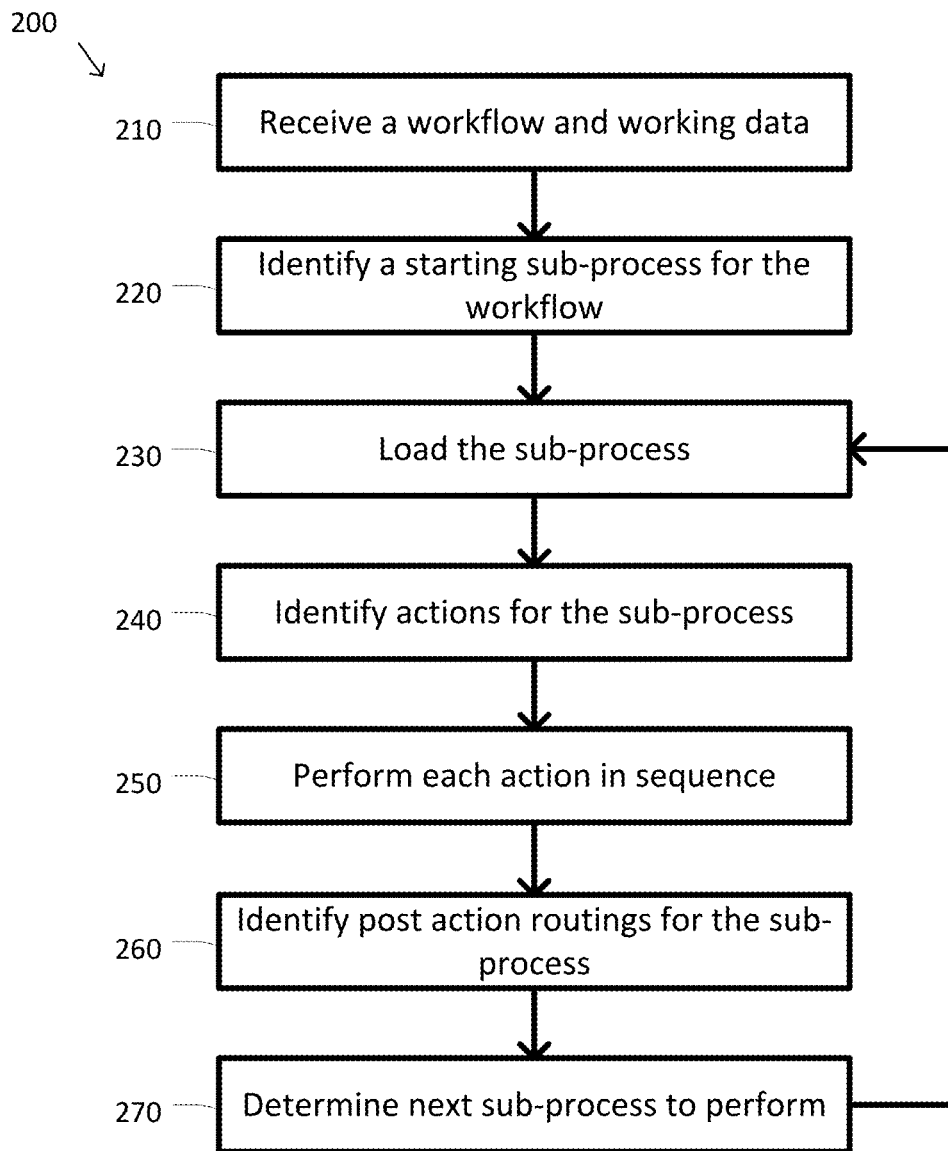 200
210
Receive a workflow and working data
220
Identify a starting sub-process for the
workflow
230
Load the sub-process
240
Identify actions for the sub-process
250
Perform each action in sequence
260
Identify post action routings for the sub-
process
270
Determine next sub-process to perform